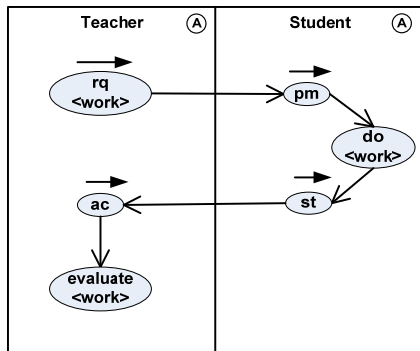 Teacher A Student A
rq
<work>
pm
do
<work>
ac
st
evaluate
<work>